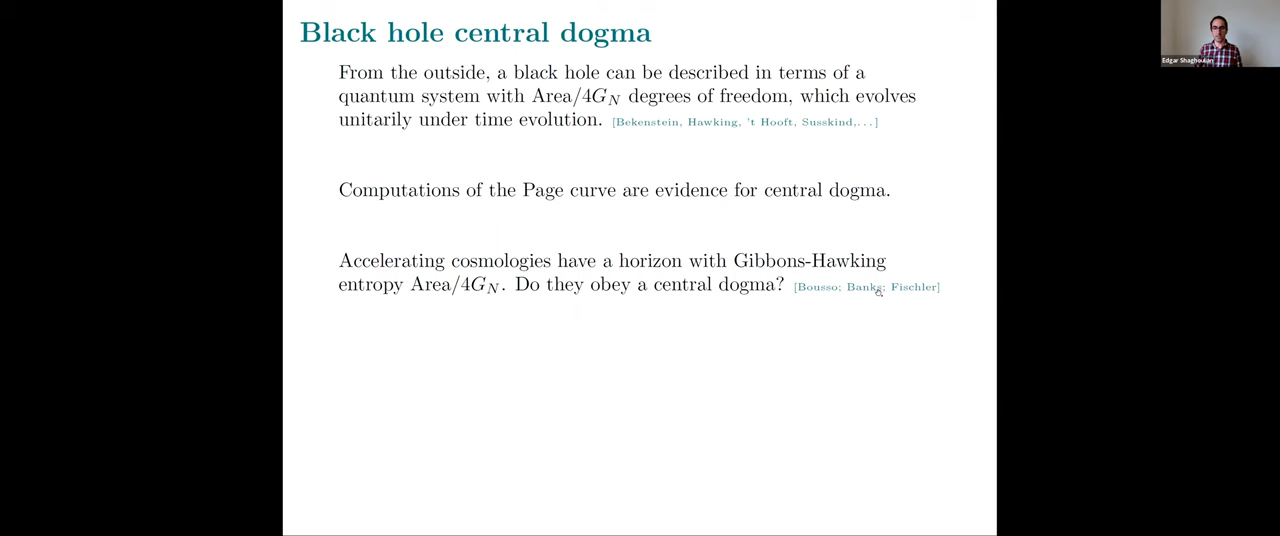 Black hole central dogma
Edgar Shaghoulian
From the outside, a black hole can be described in terms of a
quantum system with Area/4G_N degrees of freedom, which evolves
unitarily under time evolution. [Bekenstein, Hawking, 't Hooft, Susskind,...]
Computations of the Page curve are evidence for central dogma.
Accelerating cosmologies have a horizon with Gibbons-Hawking
entropy Area/4G_N. Do they obey a central dogma? [Bousso; Banks; Fischler]